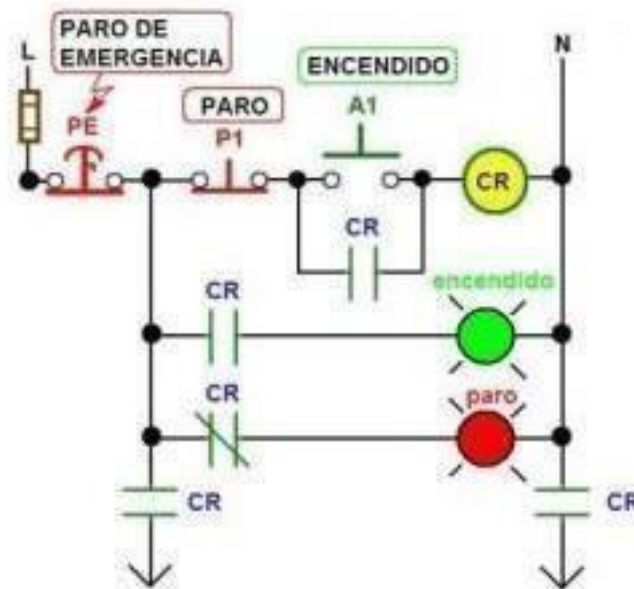 PARO DE
EMERGENCIA
L
N
ENCENDIDO
PARO
PE
P1
A1
CR
CR
CR
encendido
CR
paro
CR
CR